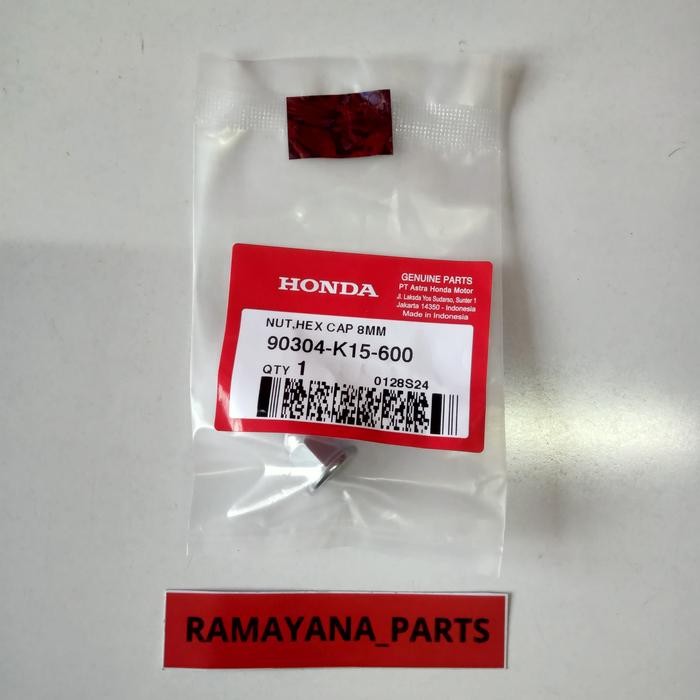 HONDA
GENUINE PARTS
PT Astra Honda Motor
Jl. Laksda Yos Sudarso, Sunter 1
Jakarta 14350 - Indonesia
Made in Indonesia
NUT,HEX CAP 8MM
90304-K15-600
QTY 1
0128S24
RAMAYANA_PARTS